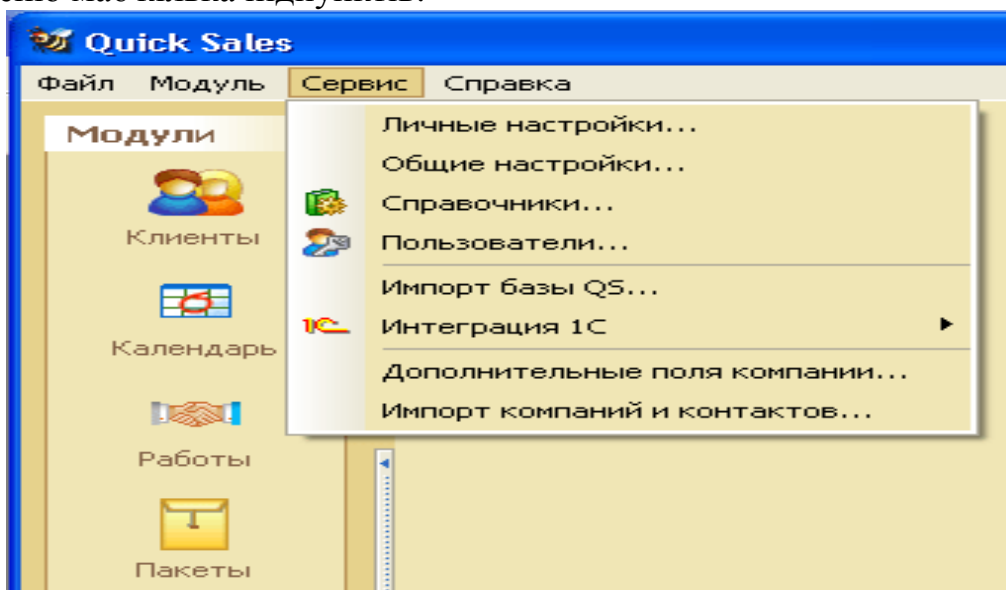 Quick Sales
Файл Модуль Сервис Справка
Модули
Клиенты
Календарь
Работы
Пакеты
Личные настройки...
Общие настройки...
Справочники...
Пользователи...
Импорт базы QS...
Интеграция 1С
Дополнительные поля компании...
Импорт компаний и контактов...